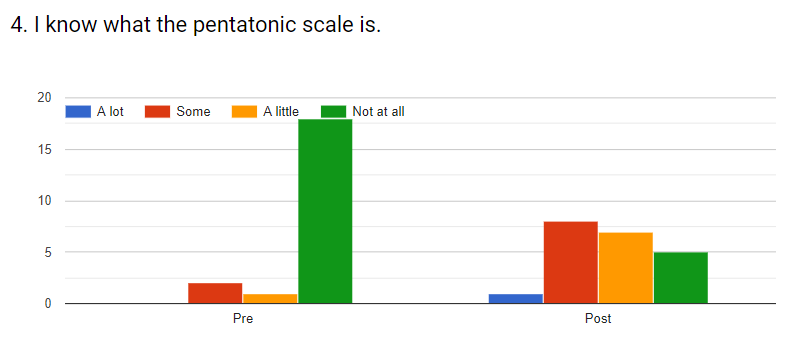 4. I know what the pentatonic scale is.
20
A lot Some A little Not at all
15
10
5
0
Pre Post